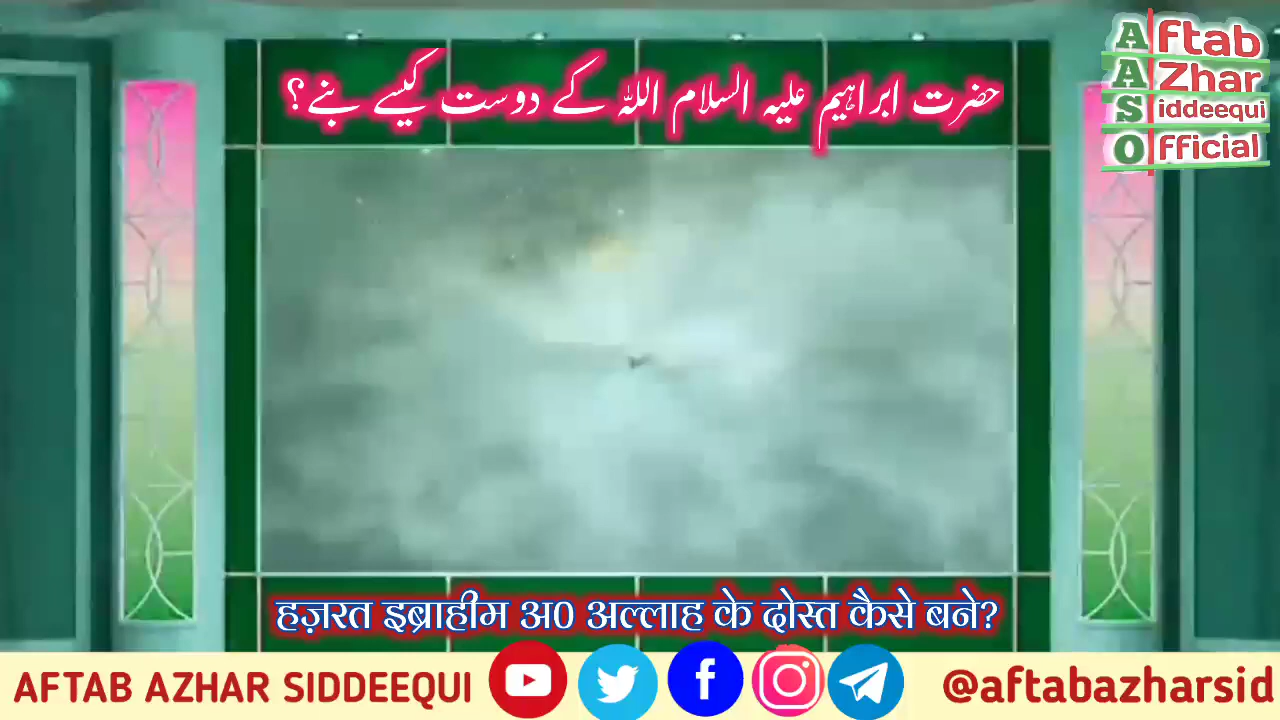 حضرت ابراہیم علیہ السلام اللہ کے دوست کیسے بنے؟
Aftab
AZhar
Siddeequi
Official
हज़रत इब्राहीम अ0 अल्लाह के दोस्त कैसे बने?
AFTAB AZHAR SIDDEEQUI
@aftabazharsid